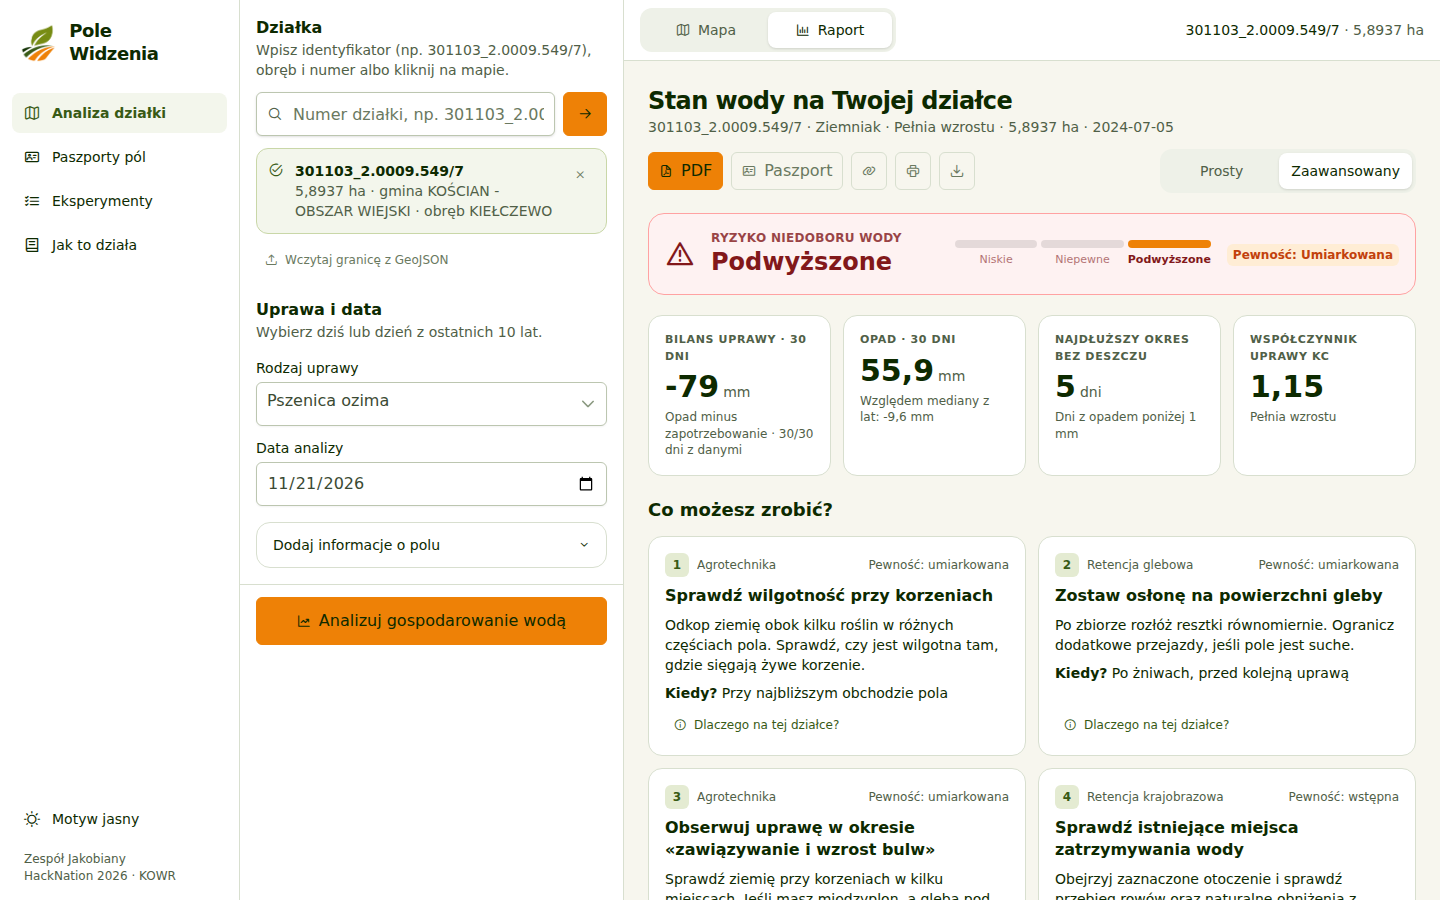 Pole
Widzenia
Analiza działki
Paszporty pól
Eksperymenty
Jak to działa
Motyw jasny
Zespół Jakobiany
HackNation 2026 · KOWR
Działka
Wpisz identyfikator (np. 301103_2.0009.549/7),
obręb i numer albo kliknij na mapie.
Numer działki, np. 301103_2.00
301103_2.0009.549/7
5,8937 ha · gmina KOŚCIAN -
OBSZAR WIEJSKI · obręb KIEŁCZEWO
Wczytaj granicę z GeoJSON
Uprawa i data
Wybierz dziś lub dzień z ostatnich 10 lat.
Rodzaj uprawy
Pszenica ozima
Data analizy
11/21/2026
Dodaj informacje o polu
Analizuj gospodarowanie wodą
Mapa
Raport
301103_2.0009.549/7 · 5,8937 ha
Stan wody na Twojej działce
301103_2.0009.549/7 · Ziemniak · Pełnia wzrostu · 5,8937 ha · 2024-07-05
PDF
Paszport
Prosty
Zaawansowany
RYZYKO NIEDOBORU WODY
Podwyższone
Niskie
Niepewne
Podwyższone
Pewność: Umiarkowana
BILANS UPRAWY · 30
DNI
-79 mm
Opad minus
zapotrzebowanie · 30/30
dni z danymi
OPAD · 30 DNI
55,9 mm
Względem mediany z
lat: -9,6 mm
NAJDŁUŻSZY OKRES
BEZ DESZCZU
5 dni
Dni z opadem poniżej 1
mm
WSPÓŁCZYNNIK
UPRAWY KC
1,15
Pełnia wzrostu
Co możesz zrobić?
1 Agrotechnika Pewność: umiarkowana
Sprawdź wilgotność przy korzeniach
Odkop ziemię obok kilku roślin w różnych
częściach pola. Sprawdź, czy jest wilgotna tam,
gdzie sięgają żywe korzenie.
Kiedy? Przy najbliższym obchodzie pola
Dlaczego na tej działce?
2 Retencja glebowa Pewność: umiarkowana
Zostaw osłonę na powierzchni gleby
Po zbiorze rozłóż resztki równomiernie. Ogranicz
dodatkowe przejazdy, jeśli pole jest suche.
Kiedy? Po żniwach, przed kolejną uprawą
Dlaczego na tej działce?
3 Agrotechnika Pewność: umiarkowana
Obserwuj uprawę w okresie
«zawiązywanie i wzrost bulw»
Sprawdź ziemię przy korzeniach w kilku
miejscach. Jeśli masz międzyplon, a gleba pod
4 Retencja krajobrazowa Pewność: wstępna
Sprawdź istniejące miejsca
zatrzymywania wody
Obejrzyj zaznaczone otoczenie i sprawdź
przebieg rowów oraz naturalne obniżenia z